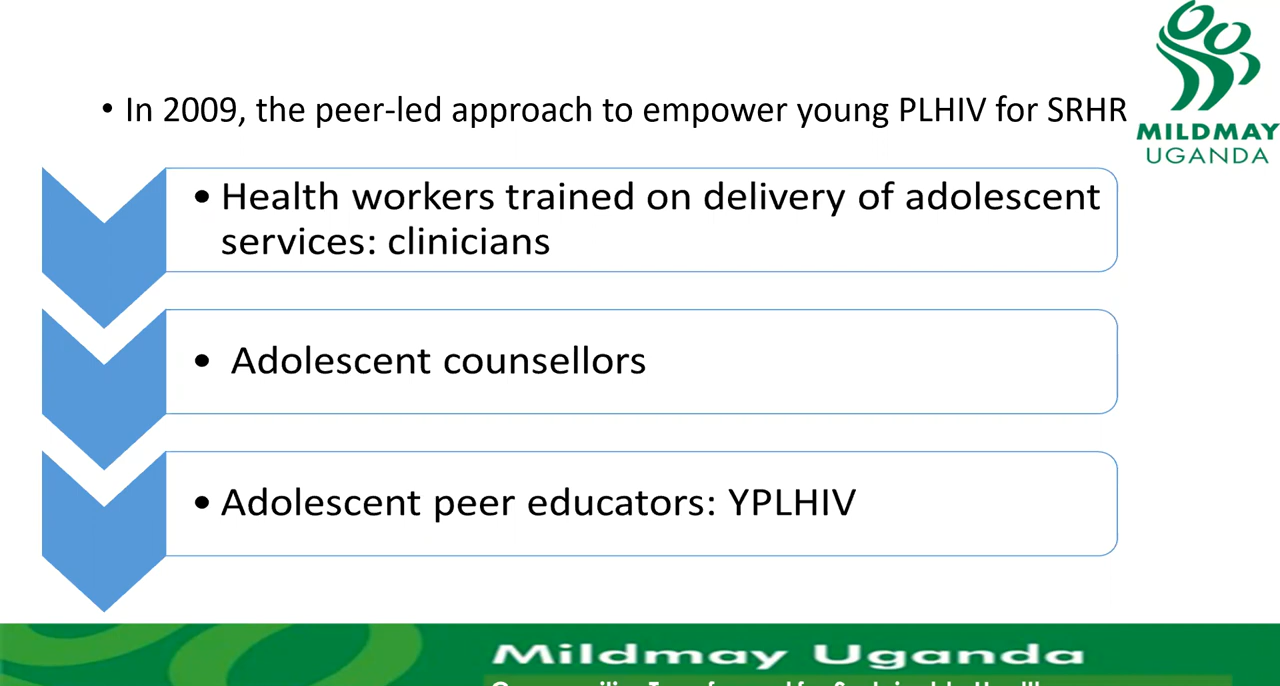 • In 2009, the peer-led approach to empower young PLHIV for SRHR
MILDMAY
UGANDA
• Health workers trained on delivery of adolescent
services: clinicians
• Adolescent counsellors
• Adolescent peer educators: YPLHIV
Mildmay Uganda